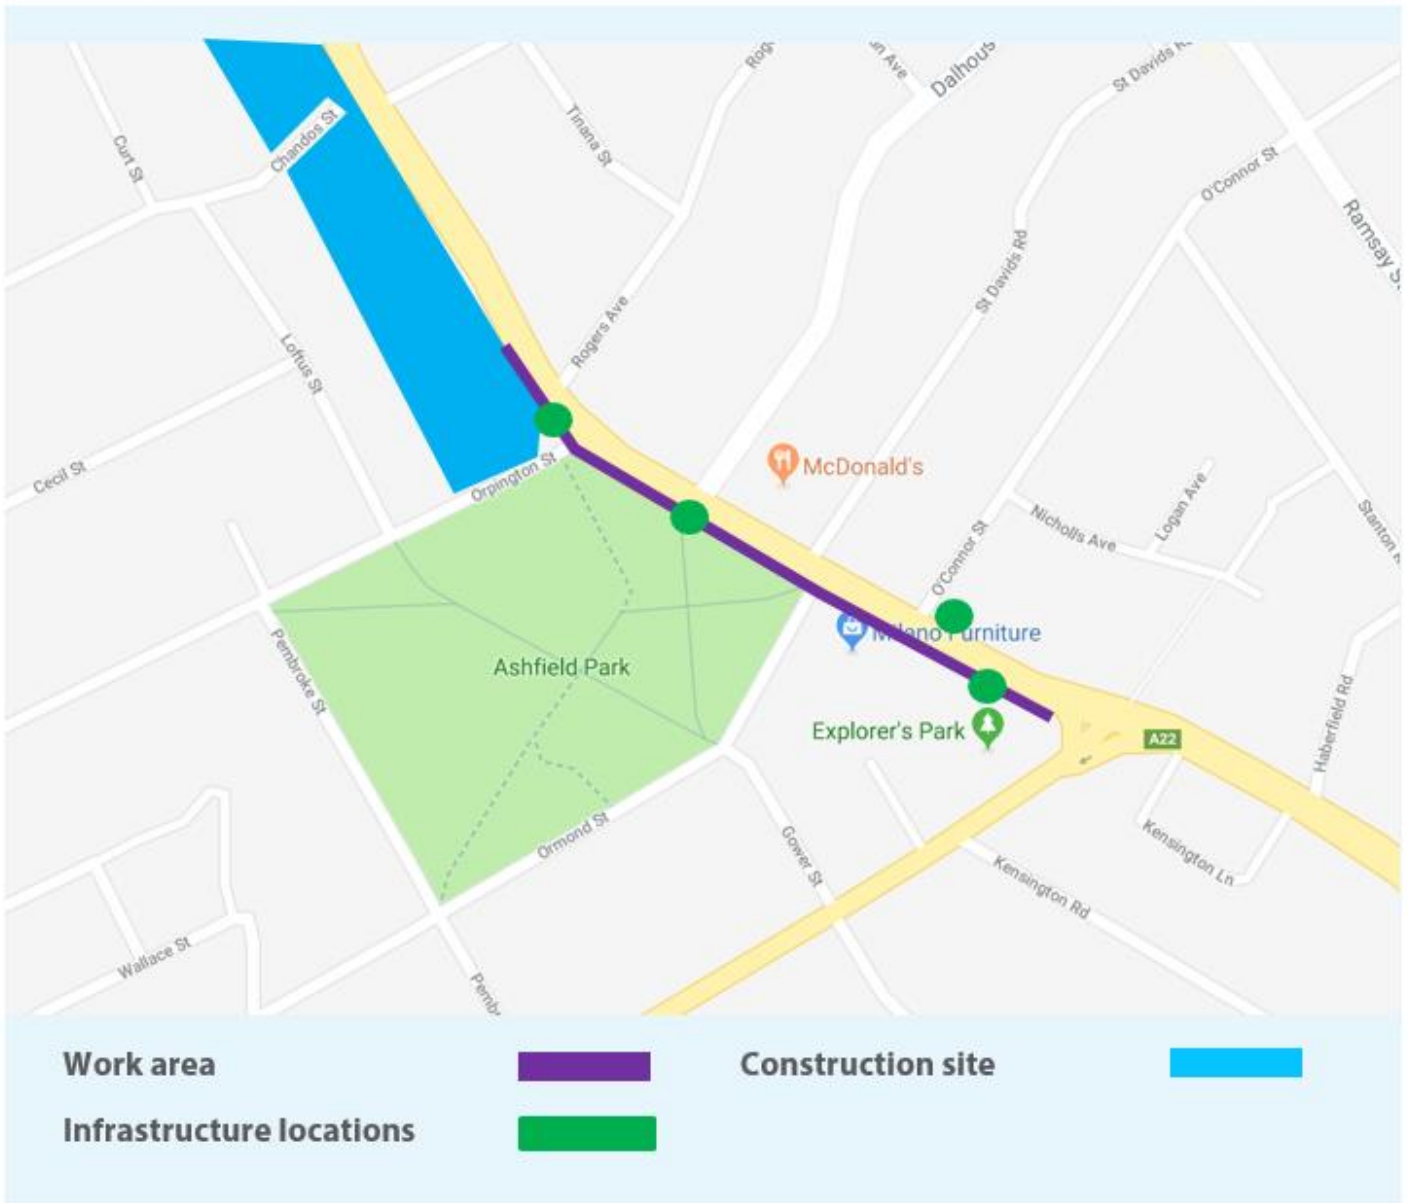 Rog
an Ave
Dalhous
St Davids R
Curt St
Chandos St
Tinana St
O'Connor St
Ramsay S
St Davids Rd
Rogers Ave
Loftus St
Cecil St
Orpington St
McDonald's
Logan Ave
Nicholls Ave
Stanton R
O'Connor St
Milano Furniture
Ashfield Park
Pembroke St
Explorer's Park
A22
Haberfield Rd
Ormond St
Gower St
Kensington Ln
Kensington Rd
Wallace St
Pemb
Work area
Construction site
Infrastructure locations